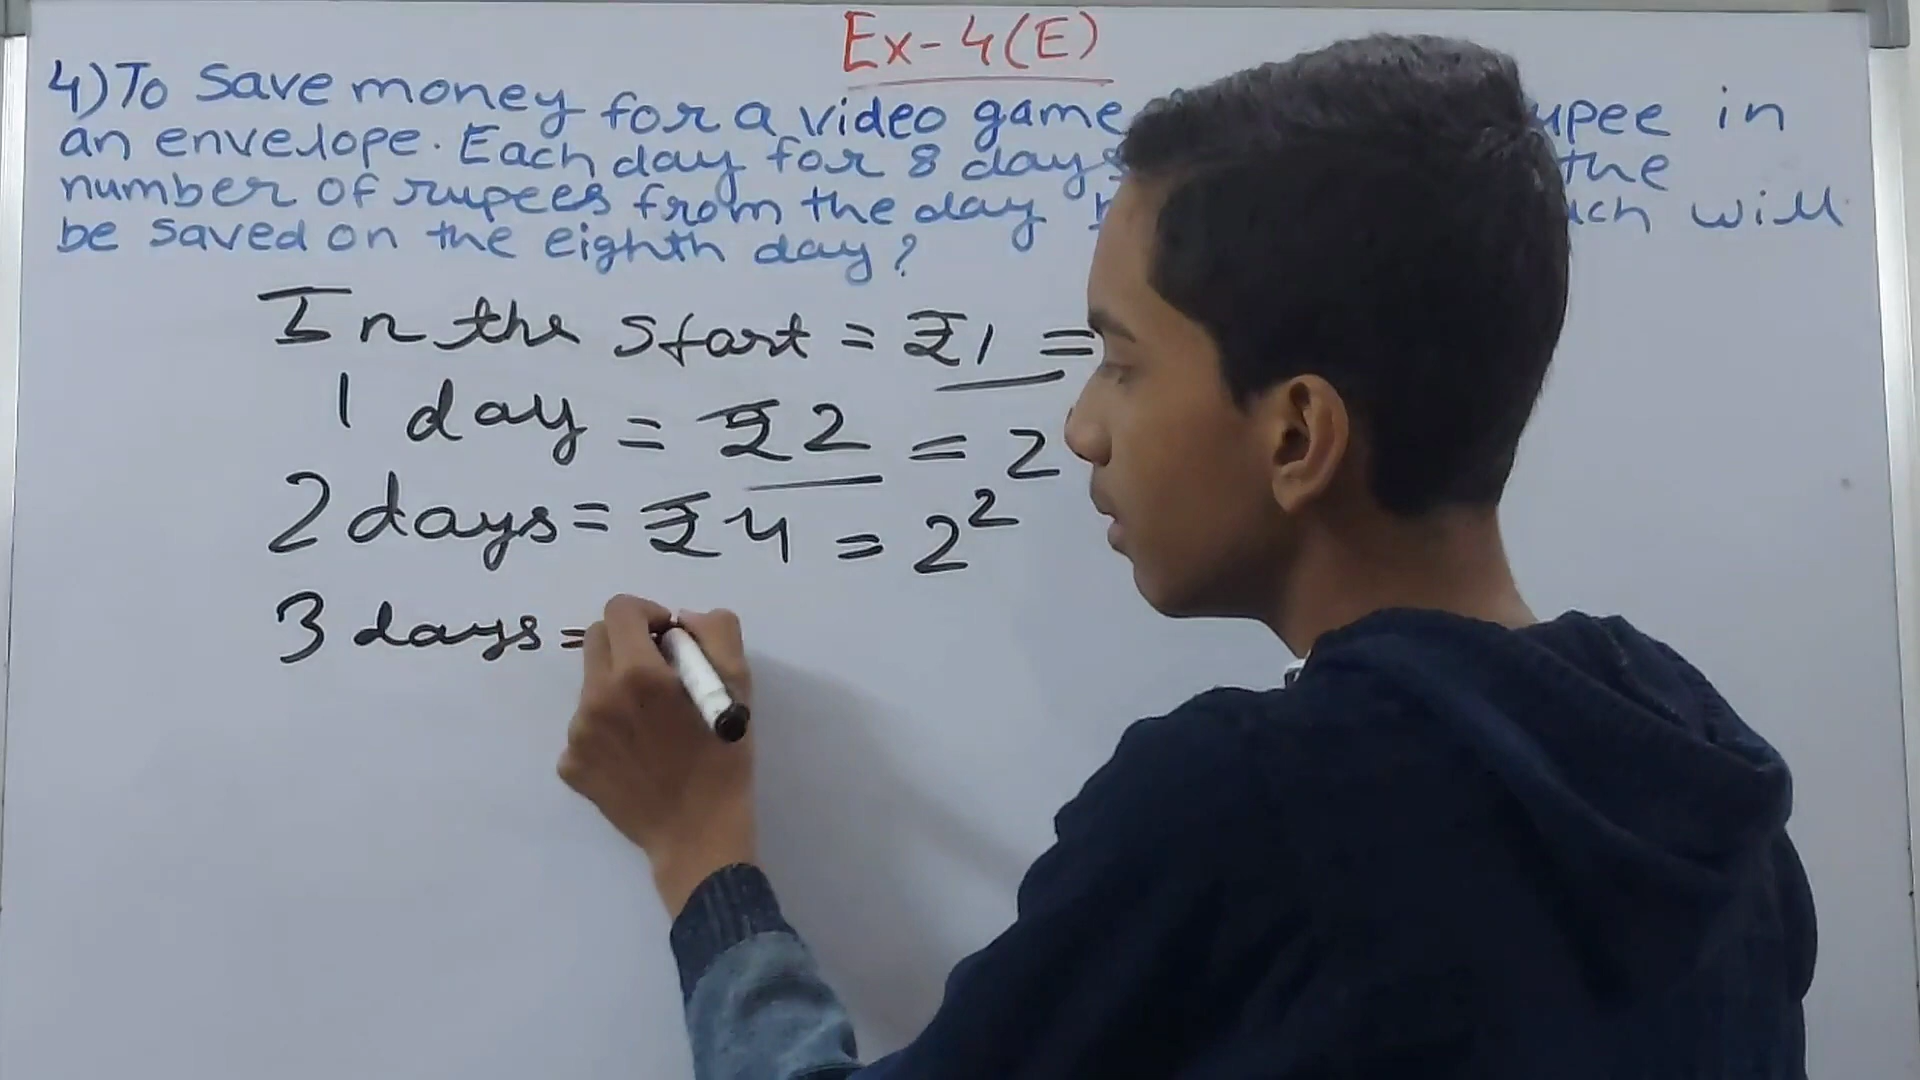 Ex-4(E)
4) To save money for a video game upee in
an envelope. Each day for 8 days the
number of rupees from the day will
be saved on the eighth day?
In the start = ₹1 =
1 day = ₹2 = 2
2 days = ₹4 = 2²
3 days =